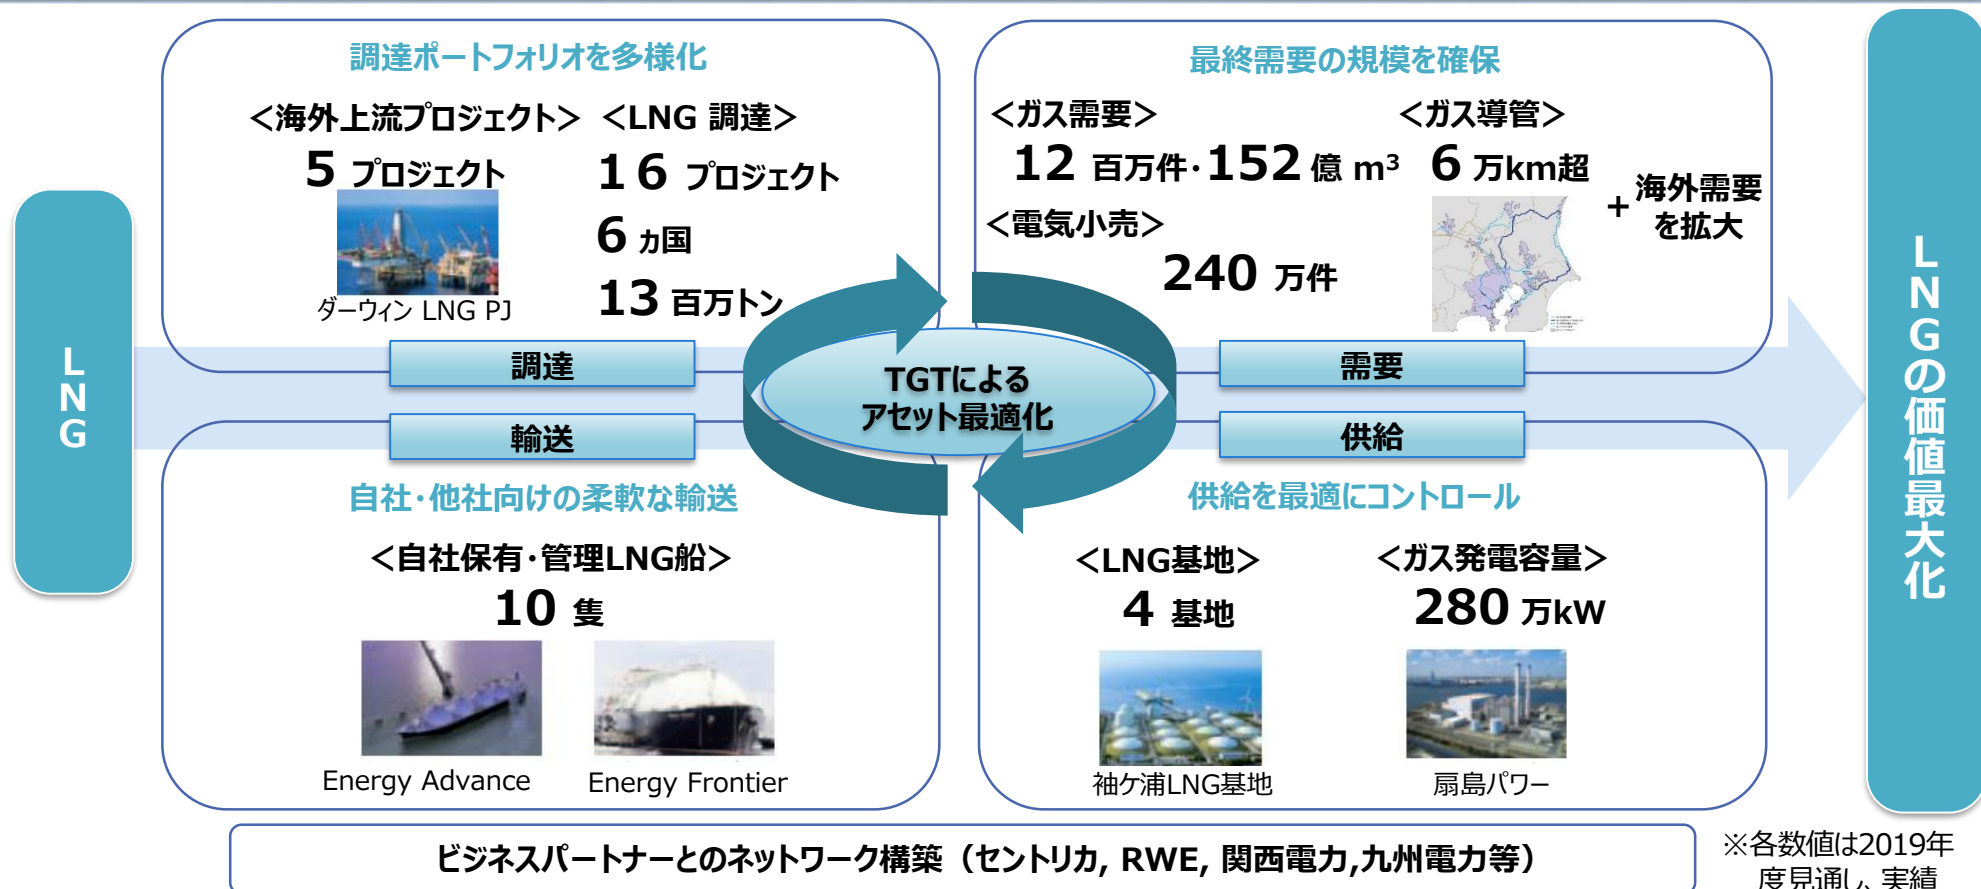 LNG
調達ポートフォリオを多様化
＜海外上流プロジェクト＞
5 プロジェクト
ダーウィン LNG PJ
＜LNG 調達＞
16 プロジェクト
6 ヵ国
13 百万トン
調達
最終需要の規模を確保
＜ガス需要＞
12 百万件・152 億 m³
＜電気小売＞
240 万件
＜ガス導管＞
6 万km超
＋海外需要
を拡大
需要
TGTによる
アセット最適化
輸送
自社・他社向けの柔軟な輸送
＜自社保有・管理LNG船＞
10 隻
Energy Advance
Energy Frontier
供給
供給を最適にコントロール
＜LNG基地＞
4 基地
袖ケ浦LNG基地
＜ガス発電容量＞
280 万kW
扇島パワー
LNGの価値最大化
ビジネスパートナーとのネットワーク構築（セントリカ, RWE, 関西電力,九州電力等）
※各数値は2019年
度見通し、実績